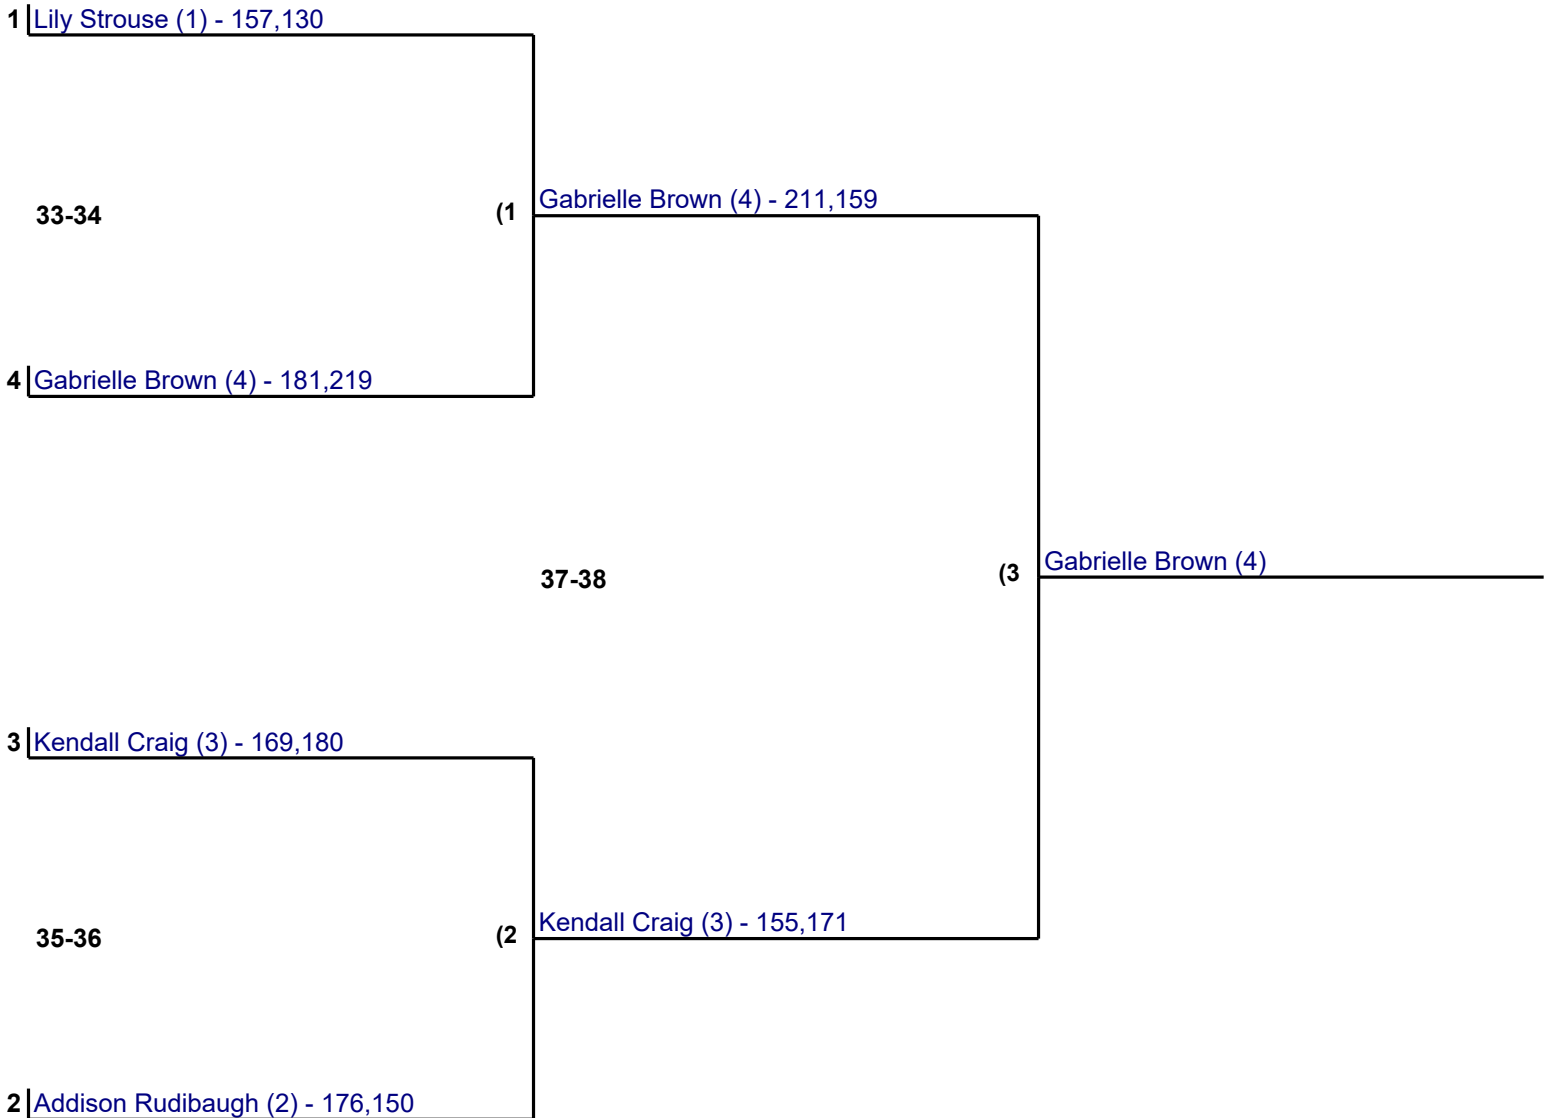 1 Lily Strouse (1) - 157,130
33-34 (1 Gabrielle Brown (4) - 211,159
4 Gabrielle Brown (4) - 181,219
37-38 (3 Gabrielle Brown (4)
3 Kendall Craig (3) - 169,180
35-36 (2 Kendall Craig (3) - 155,171
2 Addison Rudibaugh (2) - 176,150